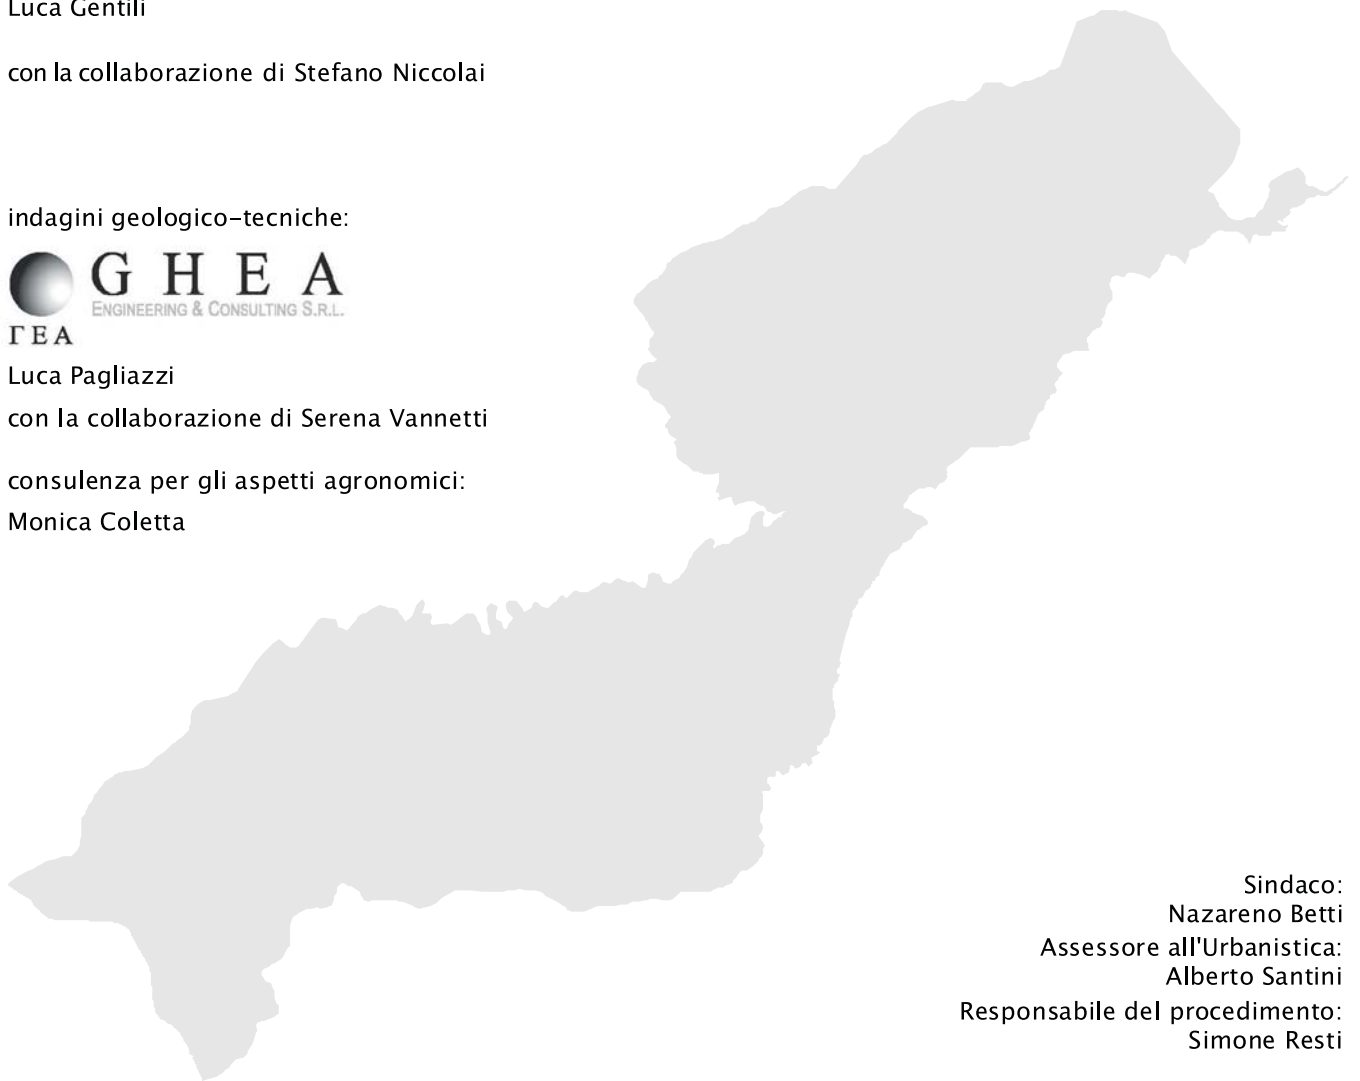 Luca Gentili
con la collaborazione di Stefano Niccolai
indagini geologico-tecniche:
GHEA
ENGINEERING & CONSULTING S.R.L.
ΓΕΑ
Luca Pagliazzi
con la collaborazione di Serena Vannetti
consulenza per gli aspetti agronomici:
Monica Coletta
Sindaco:
Nazareno Betti
Assessore all'Urbanistica:
Alberto Santini
Responsabile del procedimento:
Simone Resti